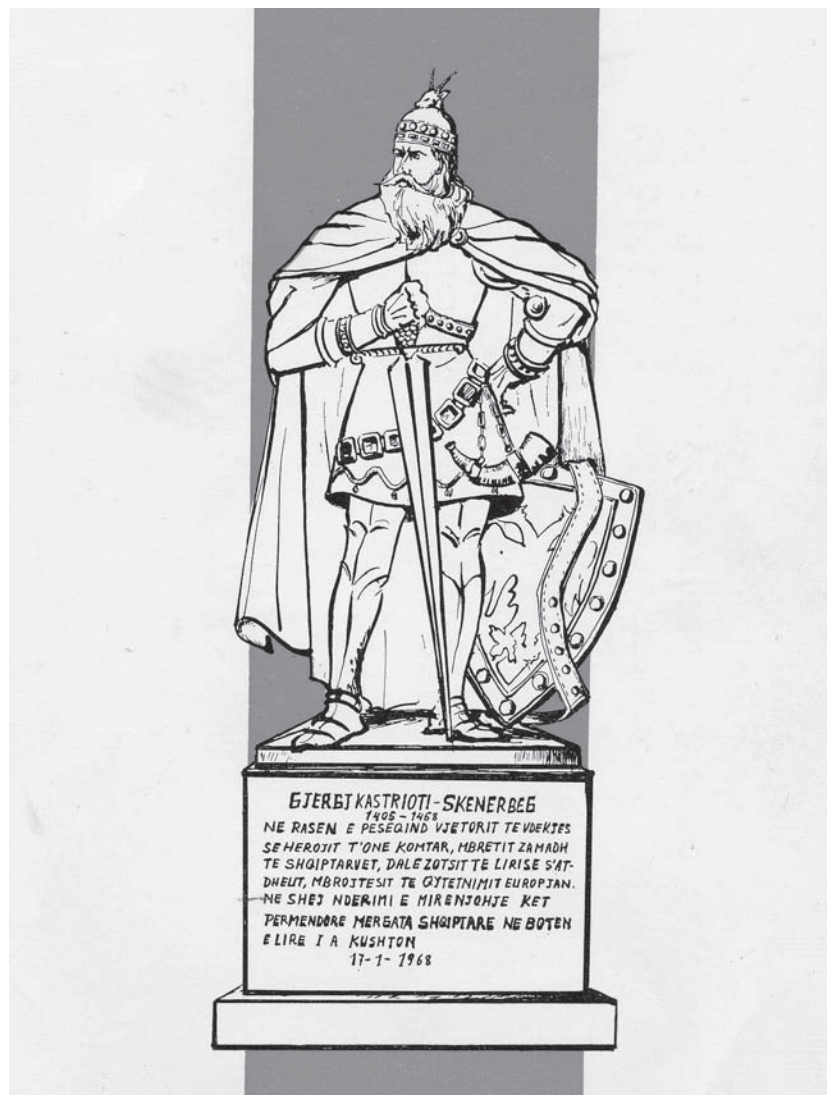 GJERGJ KASTRIOTI-SKENERBEG
1405-1468
NE RASEN E PESEQIND VJETORIT TE VDEKJES
SE HEROJIT T'ONE KOMTAR, MBRETIT ZAMADH
TE SHQIPTARVET, DALE ZOTSIT TE LIRISE S'AT-
DHEUT, MBROJTESIT TE QYTETNIMIT EUROPJAN.
NE SHEJ NDERIMI E MIRENJOHJE KET
PERMENDORE MERGATA SHQIPTARE NE BOTEN
E LIRE I A KUSHTON
17-1-1968